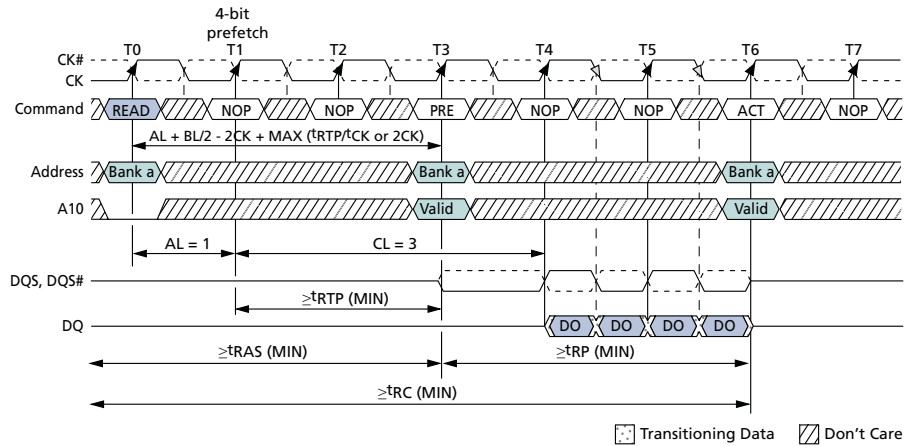 4-bit
prefetch
T0 T1 T2 T3 T4 T5 T6 T7
CK#
CK
Command READ NOP NOP PRE NOP NOP ACT NOP
AL + BL/2 - 2CK + MAX (tRTP/tCK or 2CK)
Address Bank a Bank a Bank a
A10 Valid Valid
AL = 1 CL = 3
DQS, DQS#
≥tRTP (MIN)
DQ DO DO DO DO
≥tRAS (MIN) ≥tRP (MIN)
≥tRC (MIN)
Transitioning Data Don't Care